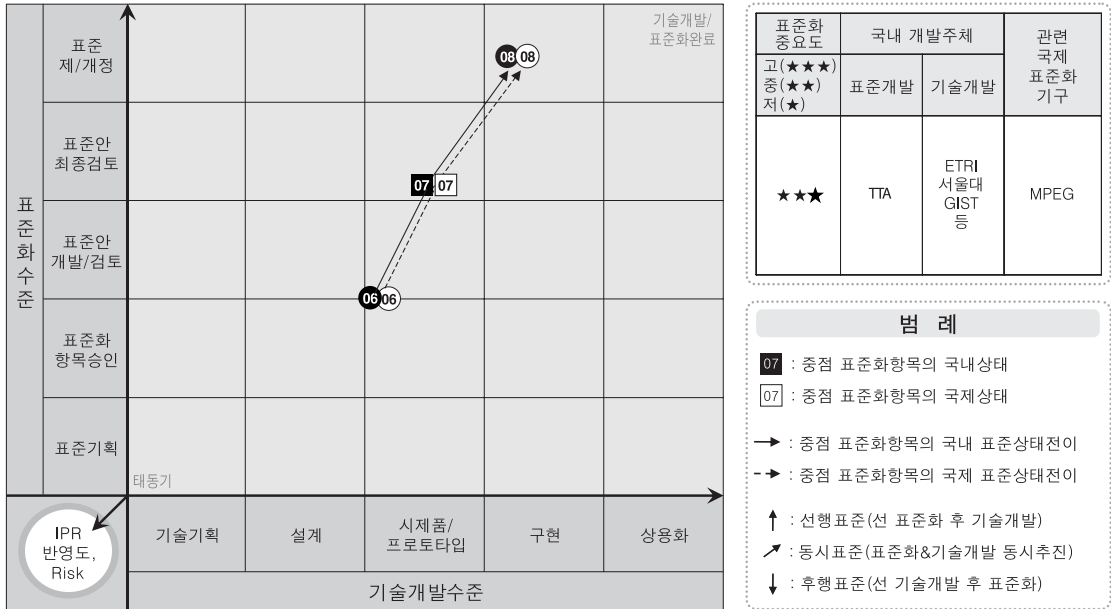 기술개발/
표준화완료
표준
제/개정
08 08
표준안
최종검토
07 07
표준화수준
표준안
개발/검토
06 06
표준화
항목승인
표준기획
태동기
IPR
반영도,
Risk
기술기획
설계
시제품/
프로토타입
구현
상용화
기술개발수준
표준화
중요도
국내 개발주체
관련
국제
표준화
기구
고(★★★)
중(★★)
저(★)
표준개발
기술개발
★★★
TTA
ETRI
서울대
GIST
등
MPEG
범 례
07 : 중점 표준화항목의 국내상태
07 : 중점 표준화항목의 국제상태
→ : 중점 표준화항목의 국내 표준상태전이
⇢ : 중점 표준화항목의 국제 표준상태전이
↑ : 선행표준(선 표준화 후 기술개발)
↗ : 동시표준(표준화&기술개발 동시추진)
↓ : 후행표준(선 기술개발 후 표준화)